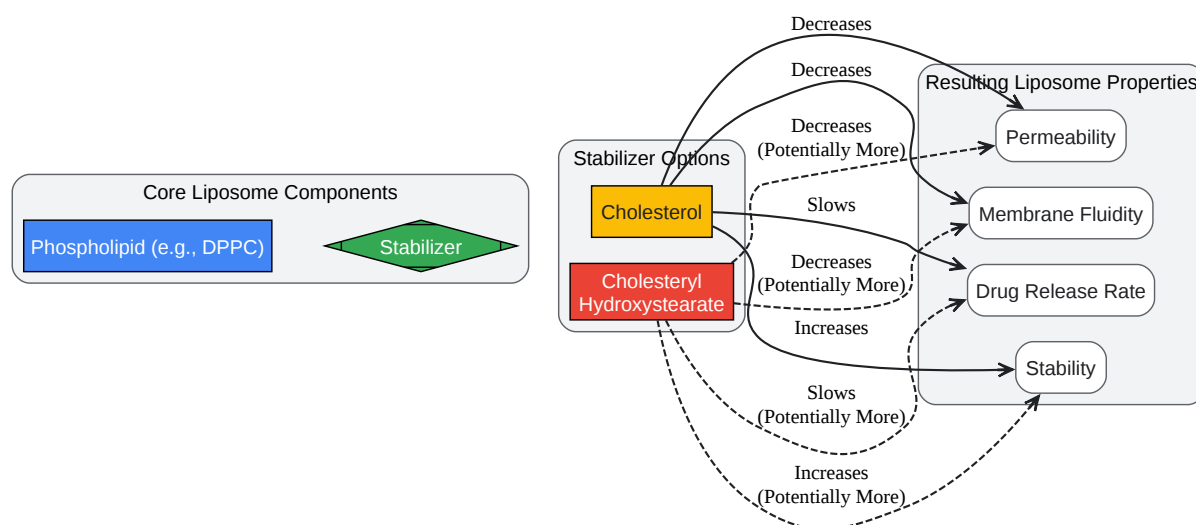 Core Liposome Components
Phospholipid (e.g., DPPC)
Stabilizer
Stabilizer Options
Cholesterol
Cholesteryl
Hydroxystearate
Decreases
Decreases
Decreases
(Potentially More)
Slows
Decreases
(Potentially More)
Increases
Slows
(Potentially More)
Increases
(Potentially More)
Resulting Liposome Properties
Permeability
Membrane Fluidity
Drug Release Rate
Stability